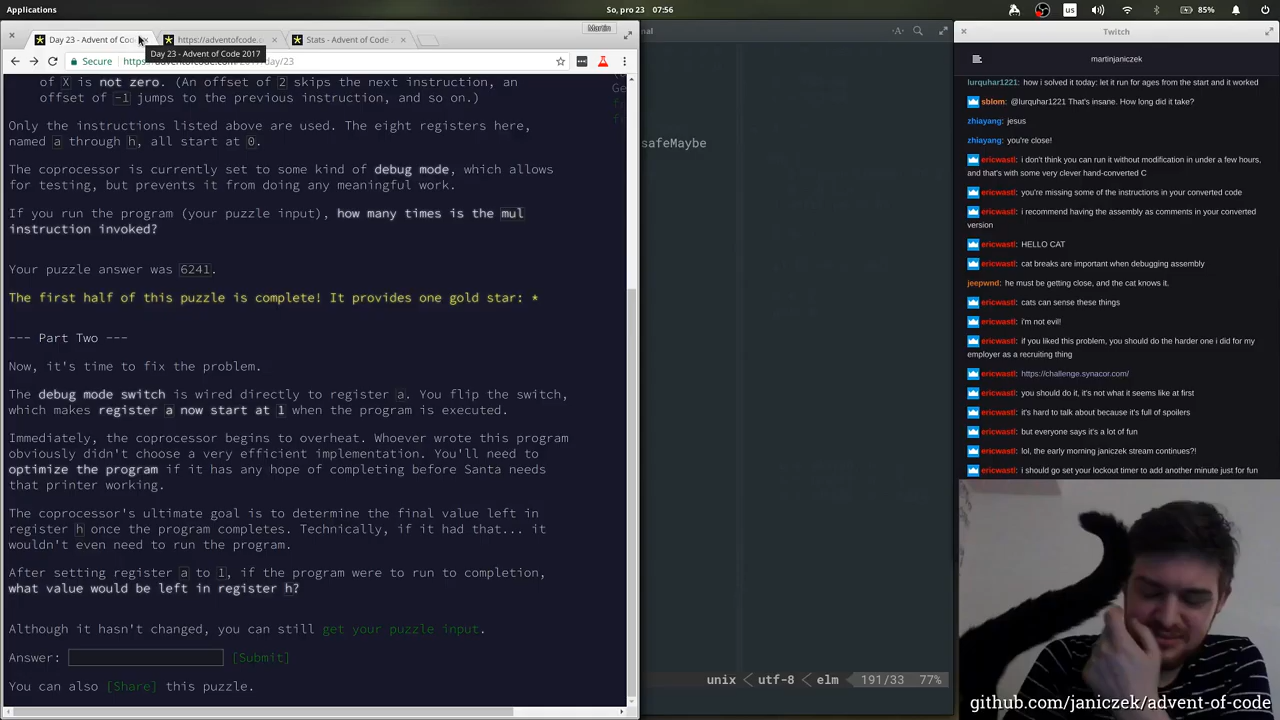 Applications
So, pro 23 07:56
us
85%
Day 23 - Advent of Cod
https://adventofcode.c
Stats - Advent of Code
Martin
Day 23 - Advent of Code 2017
Secure
day/23
of X is not zero. (An offset of 2 skips the next instruction, an
offset of -1 jumps to the previous instruction, and so on.)
Only the instructions listed above are used. The eight registers here,
named a through h, all start at 0.
The coprocessor is currently set to some kind of debug mode, which allows
for testing, but prevents it from doing any meaningful work.
If you run the program (your puzzle input), how many times is the mul
instruction invoked?
Your puzzle answer was 6241.
The first half of this puzzle is complete! It provides one gold star: *
--- Part Two ---
Now, it's time to fix the problem.
The debug mode switch is wired directly to register a. You flip the switch,
which makes register a now start at 1 when the program is executed.
Immediately, the coprocessor begins to overheat. Whoever wrote this program
obviously didn't choose a very efficient implementation. You'll need to
optimize the program if it has any hope of completing before Santa needs
that printer working.
The coprocessor's ultimate goal is to determine the final value left in
register h once the program completes. Technically, if it had that... it
wouldn't even need to run the program.
After setting register a to 1, if the program were to run to completion,
what value would be left in register h?
Although it hasn't changed, you can still get your puzzle input.
Answer: [Submit]
You can also [Share] this puzzle.
nal
safeMaybe
unix < utf-8 < elm < 191/33 77%
Twitch
martinjaniczek
lurquhar1221: how i solved it today: let it run for ages from the start and it worked
sblom: @lurquhar1221 That's insane. How long did it take?
zhiayang: jesus
zhiayang: you're close!
ericwastl: i don't think you can run it without modification in under a few hours,
and that's with some very clever hand-converted C
ericwastl: you're missing some of the instructions in your converted code
ericwastl: i recommend having the assembly as comments in your converted
version
ericwastl: HELLO CAT
ericwastl: cat breaks are important when debugging assembly
jeepwnd: he must be getting close, and the cat knows it.
ericwastl: cats can sense these things
ericwastl: i'm not evil!
ericwastl: if you liked this problem, you should do the harder one i did for my
employer as a recruiting thing
ericwastl: https://challenge.synacor.com/
ericwastl: you should do it, it's not what it seems like at first
ericwastl: it's hard to talk about because it's full of spoilers
ericwastl: but everyone says it's a lot of fun
ericwastl: lol, the early morning janiczek stream continues?!
ericwastl: i should go set your lockout timer to add another minute just for fun
github.com/janiczek/advent-of-code